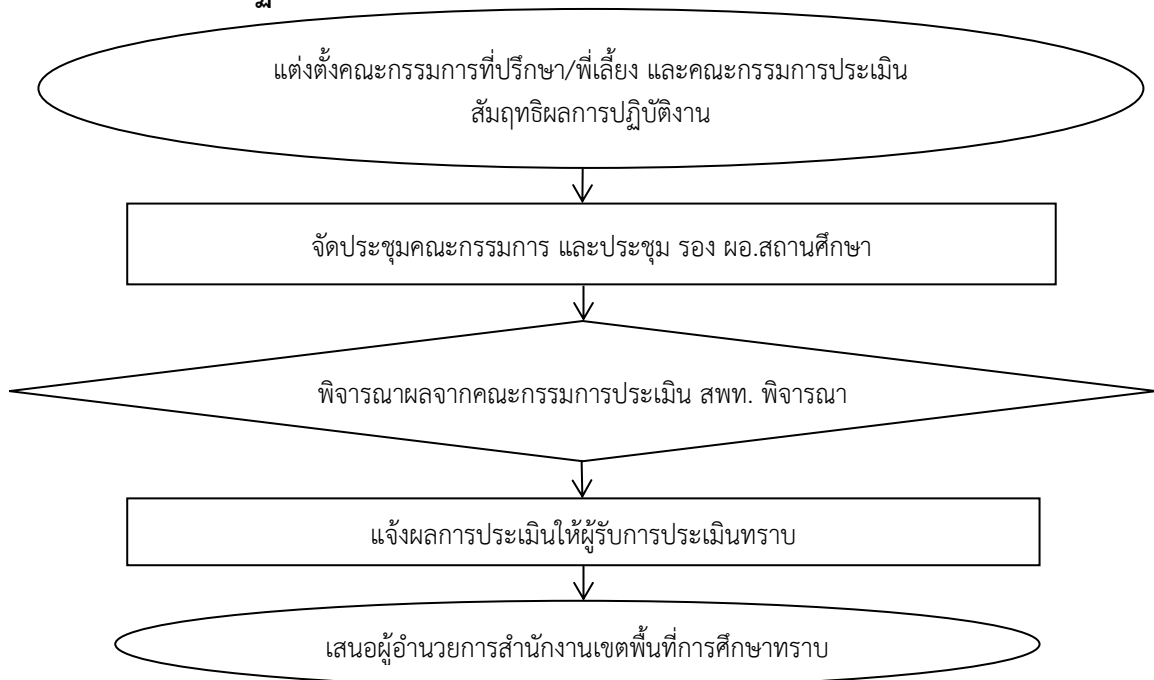 แต่งตั้งคณะกรรมการที่ปรึกษา/พี่เลี้ยง และคณะกรรมการประเมิน
สัมฤทธิผลการปฏิบัติงาน
จัดประชุมคณะกรรมการ และประชุม รอง ผอ.สถานศึกษา
พิจารณาผลจากคณะกรรมการประเมิน สพท. พิจารณา
แจ้งผลการประเมินให้ผู้รับการประเมินทราบ
เสนอผู้อำนวยการสำนักงานเขตพื้นที่การศึกษาทราบ